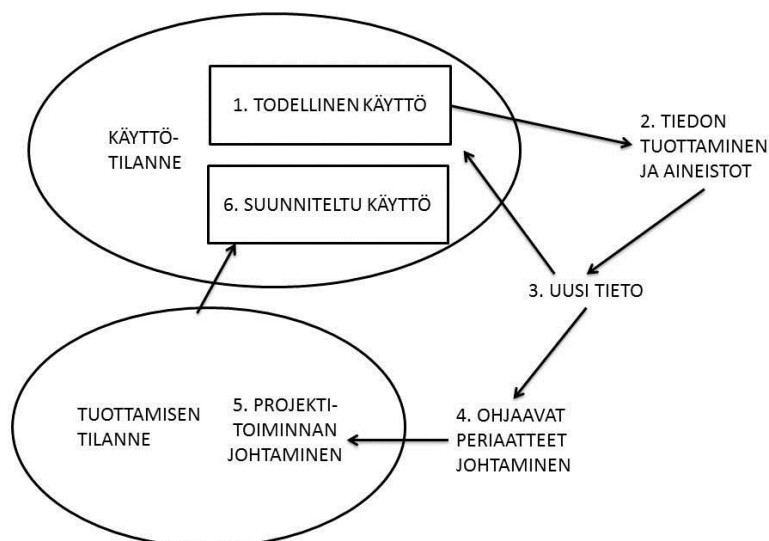 1. TODELLINEN KÄYTTÖ
KÄYTTÖ-
TILANNE
2. TIEDON
TUOTTAMINEN
JA AINEISTOT
6. SUUNNITELTU KÄYTTÖ
3. UUSI TIETO
TUOTTAMISEN
TILANNE
5. PROJEKTI-
TOIMINNAN
JOHTAMINEN
4. OHJAAVAT
PERIAATTEET
JOHTAMINEN